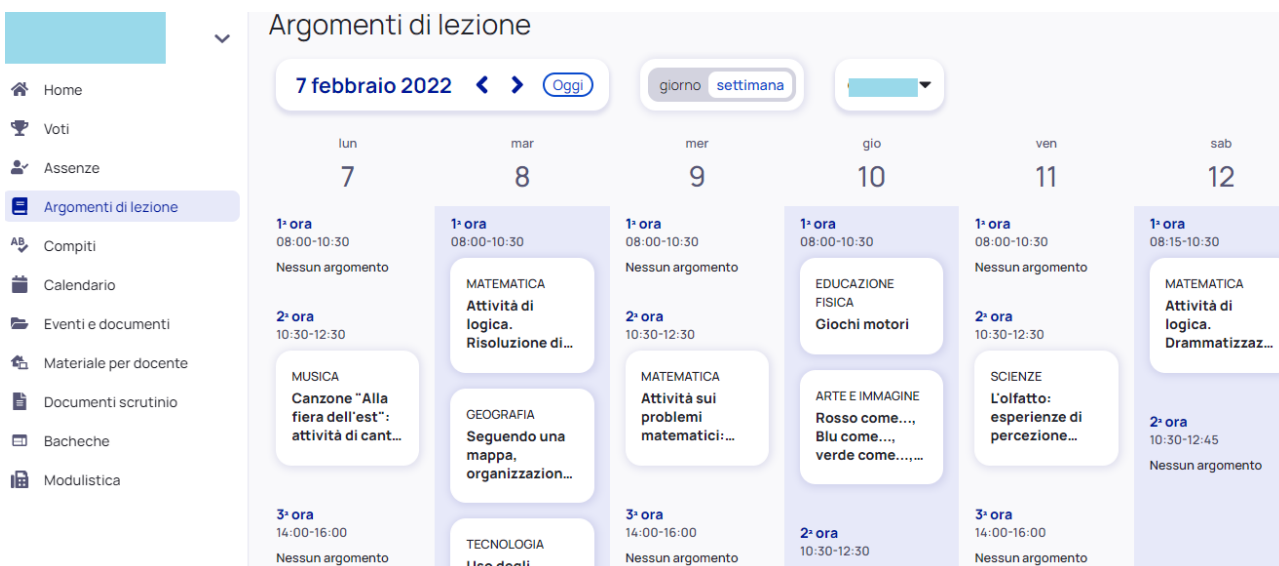 Argomenti di lezione
7 febbraio 2022
Oggi
giorno
settimana
Home
Voti
Assenze
Argomenti di lezione
Compiti
Calendario
Eventi e documenti
Materiale per docente
Documenti scrutinio
Bacheche
Modulistica
lun
7
1ª ora
08:00-10:30
Nessun argomento
2ª ora
10:30-12:30
MUSICA
Canzone "Alla
fiera dell'est":
attività di cant...
3ª ora
14:00-16:00
Nessun argomento
mar
8
1ª ora
08:00-10:30
MATEMATICA
Attività di
logica.
Risoluzione di...
GEOGRAFIA
Seguendo una
mappa,
organizzazion...
TECNOLOGIA
Uso degli
mer
9
1ª ora
08:00-10:30
Nessun argomento
2ª ora
10:30-12:30
MATEMATICA
Attività sui
problemi
matematici:...
3ª ora
14:00-16:00
Nessun argomento
gio
10
1ª ora
08:00-10:30
EDUCAZIONE
FISICA
Giochi motori
ARTE E IMMAGINE
Rosso come...,
Blu come...,
verde come...,...
2ª ora
10:30-12:30
ven
11
1ª ora
08:00-10:30
Nessun argomento
2ª ora
10:30-12:30
SCIENZE
L'olfatto:
esperienze di
percezione...
3ª ora
14:00-16:00
Nessun argomento
sab
12
1ª ora
08:15-10:30
MATEMATICA
Attività di
logica.
Drammatizzaz...
2ª ora
10:30-12:45
Nessun argomento